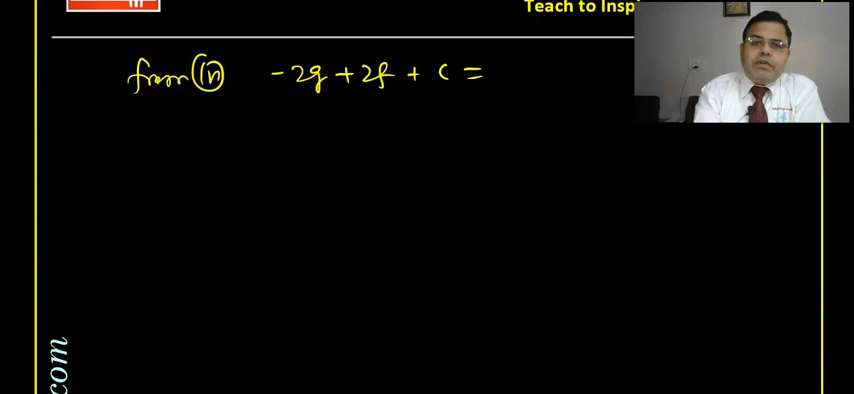 Teach to Insp
from (iv) -2g + 2f + c =
com